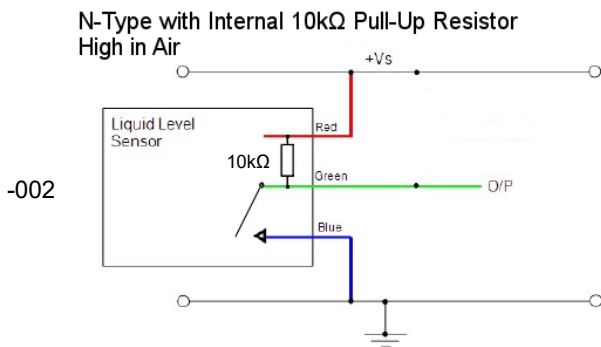 N-Type with Internal 10kΩ Pull-Up Resistor
High in Air
+Vs
Liquid Level
Sensor
Red
10kΩ
Green
O/P
-002
Blue